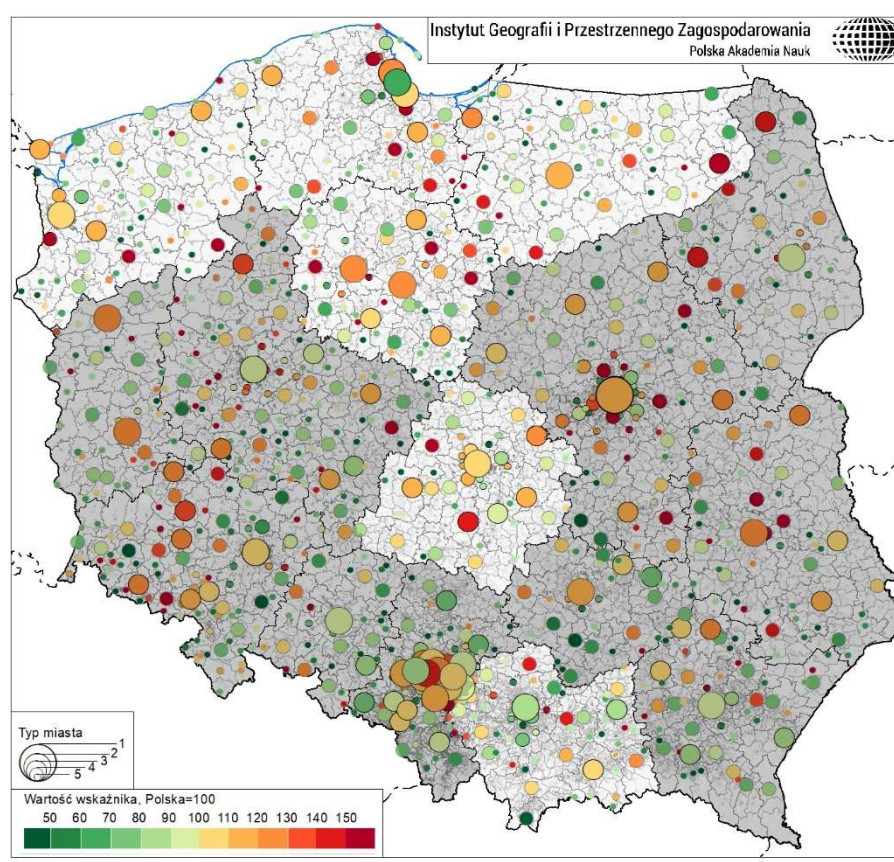 Instytut Geografii i Przestrzennego Zagospodarowania
Polska Akademia Nauk
Typ miasta
1
2
3
4
5
Wartość wskaźnika, Polska=100
50 60 70 80 90 100 110 120 130 140 150